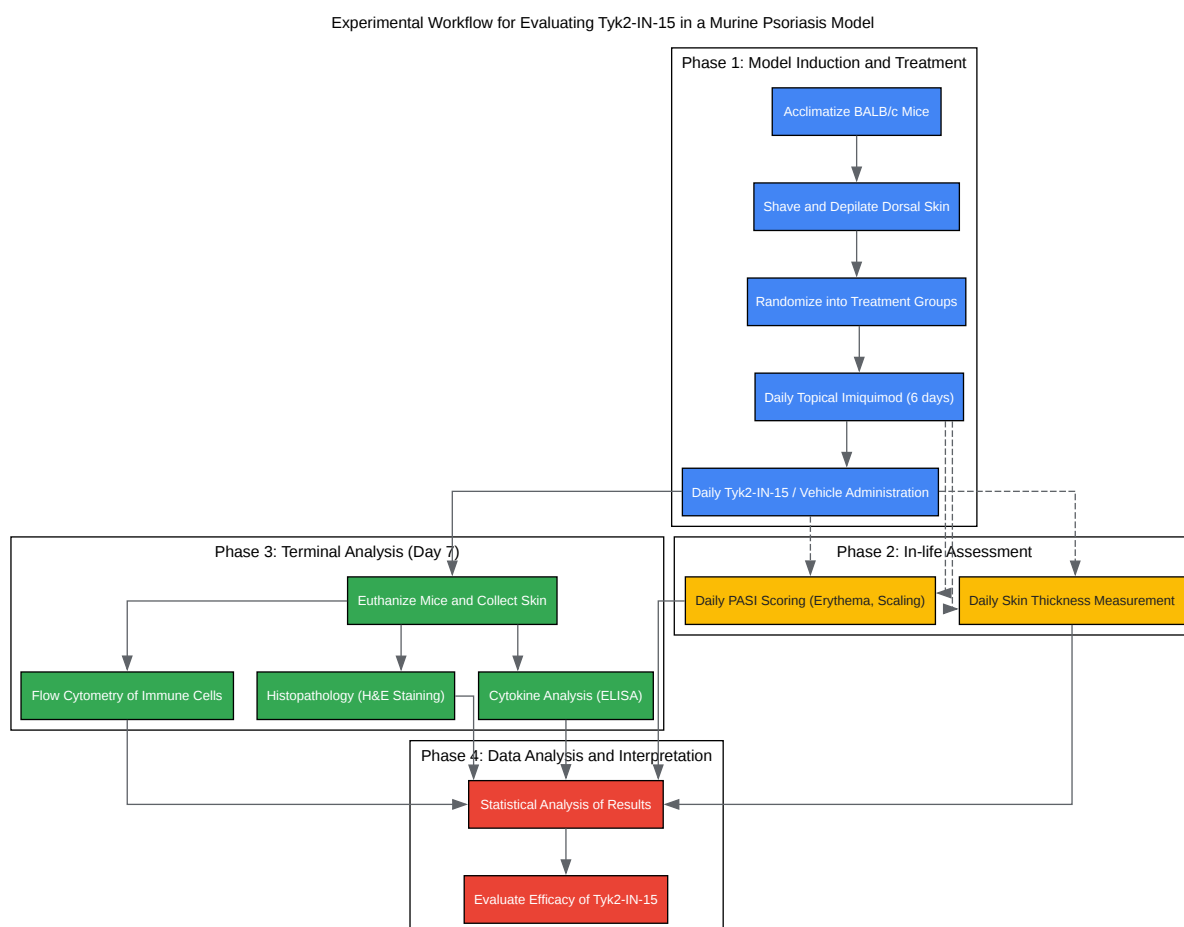 Experimental Workflow for Evaluating Tyk2-IN-15 in a Murine Psoriasis Model
Phase 1: Model Induction and Treatment
Acclimatize BALB/c Mice
Shave and Depilate Dorsal Skin
Randomize into Treatment Groups
Daily Topical Imiquimod (6 days)
Daily Tyk2-IN-15 / Vehicle Administration
Phase 3: Terminal Analysis (Day 7)
Phase 2: In-life Assessment
Euthanize Mice and Collect Skin
Daily PASI Scoring (Erythema, Scaling)
Daily Skin Thickness Measurement
Flow Cytometry of Immune Cells
Histopathology (H&E Staining)
Cytokine Analysis (ELISA)
Phase 4: Data Analysis and Interpretation
Statistical Analysis of Results
Evaluate Efficacy of Tyk2-IN-15